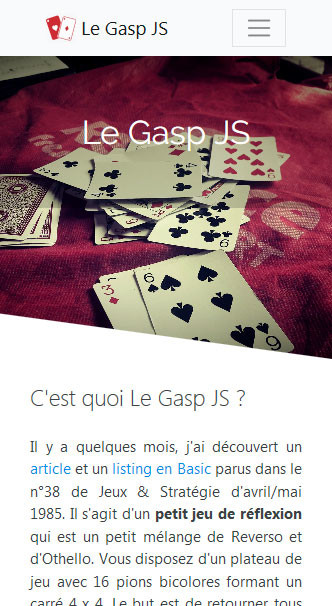 Le Gasp JS
Le Gasp JS
C'est quoi Le Gasp JS ?
Il y a quelques mois, j'ai découvert un
article et un listing en Basic parus dans le
n°38 de Jeux & Stratégie d'avril/mai
1985. Il s'agit d'un petit jeu de réflexion
qui est un petit mélange de Reverso et
d'Othello. Vous disposez d'un plateau de
jeu avec 16 pions bicolores formant un
carré 4 x 4. Le but est de retourner tous